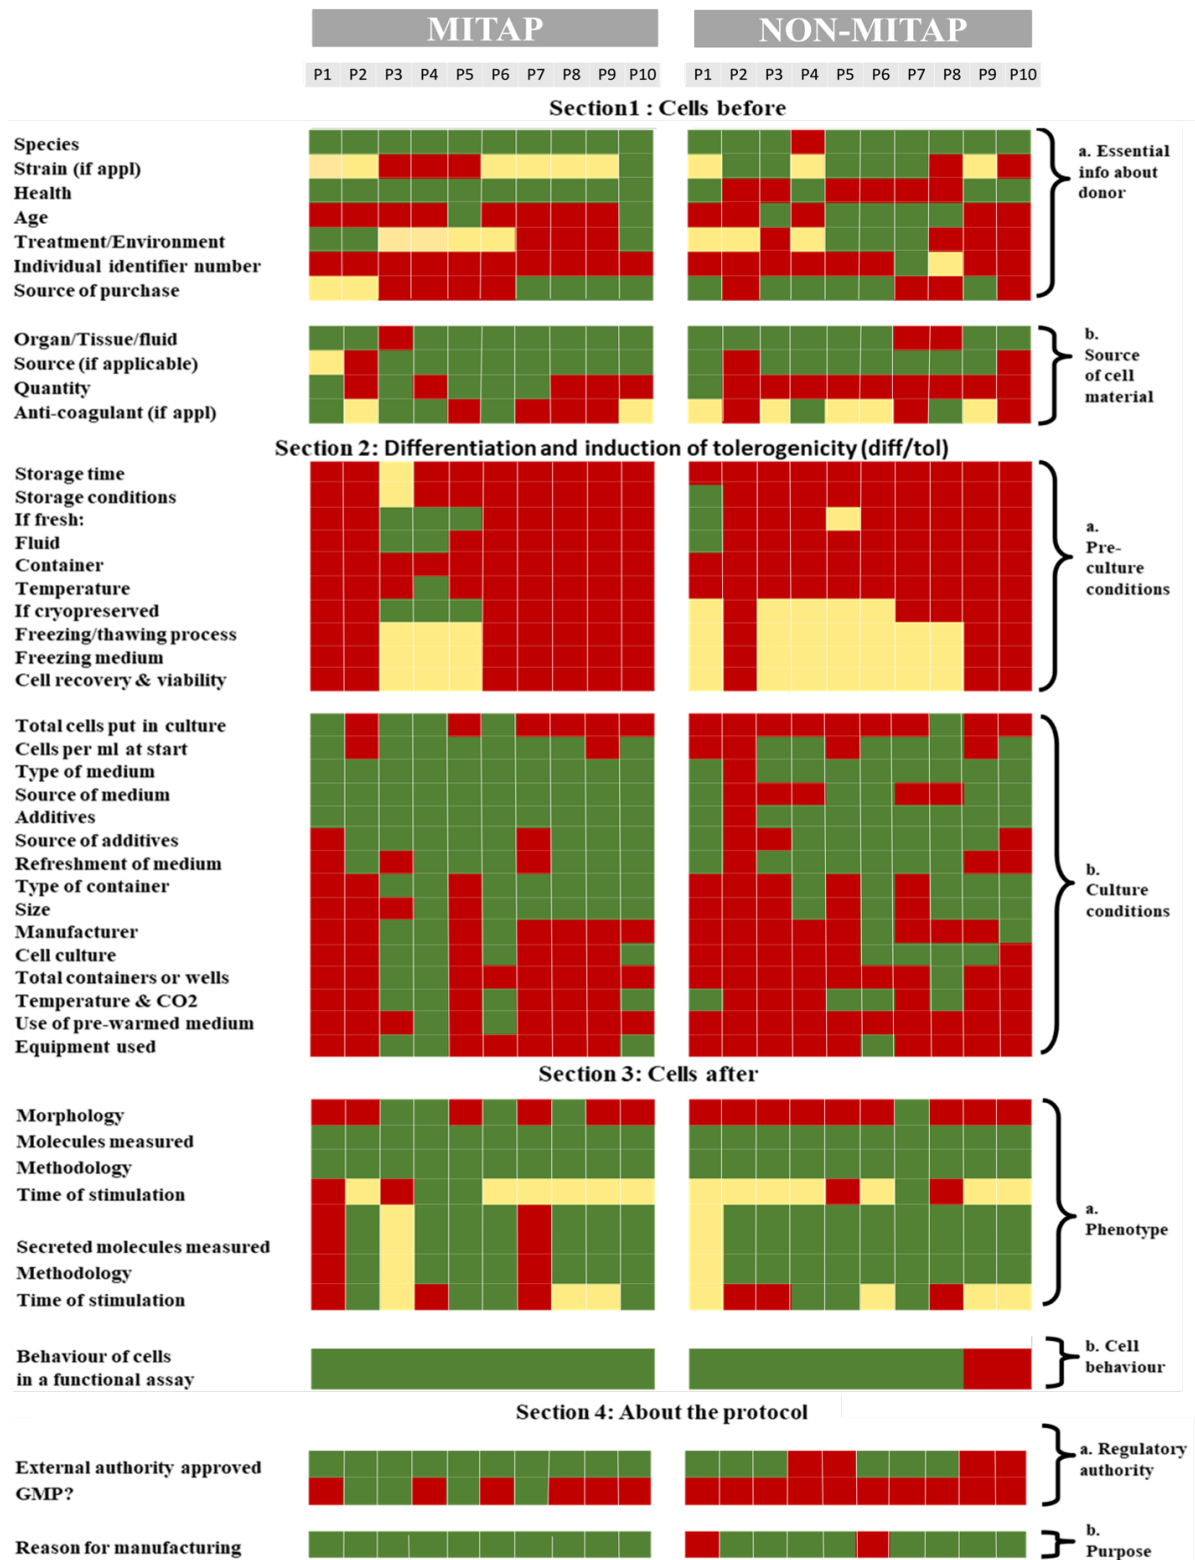 MITAP NON-MITAP
P1 P2 P3 P4 P5 P6 P7 P8 P9 P10 P1 P2 P3 P4 P5 P6 P7 P8 P9 P10
Section1 : Cells before
Species
Strain (if appl)
Health
Age
Treatment/Environment
Individual identifier number
Source of purchase
a. Essential
info about
donor
Organ/Tissue/fluid
Source (if applicable)
Quantity
Anti-coagulant (if appl)
b.
Source
of cell
material
Section 2: Differentiation and induction of tolerogenicity (diff/tol)
Storage time
Storage conditions
If fresh:
Fluid
Container
Temperature
If cryopreserved
Freezing/thawing process
Freezing medium
Cell recovery & viability
a.
Pre-
culture
conditions
Total cells put in culture
Cells per ml at start
Type of medium
Source of medium
Additives
Source of additives
Refreshment of medium
Type of container
Size
Manufacturer
Cell culture
Total containers or wells
Temperature & CO2
Use of pre-warmed medium
Equipment used
b.
Culture
conditions
Section 3: Cells after
Morphology
Molecules measured
Methodology
Time of stimulation
Secreted molecules measured
Methodology
Time of stimulation
a.
Phenotype
Behaviour of cells
in a functional assay
b. Cell
behaviour
Section 4: About the protocol
External authority approved
GMP?
a. Regulatory
authority
Reason for manufacturing
b.
Purpose